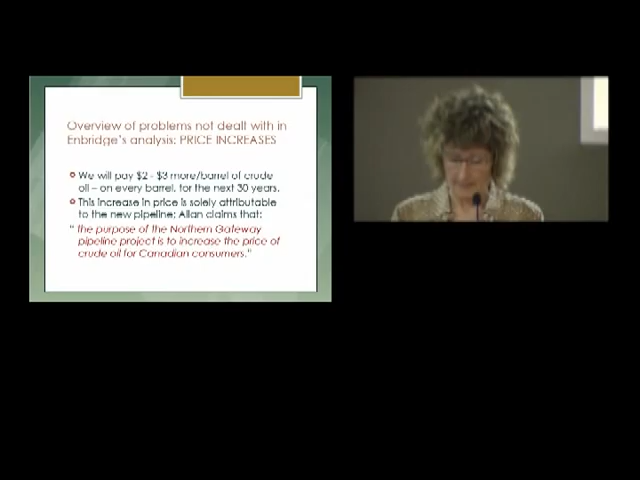 Overview of problems not dealt with in
Enbridge's analysis: PRICE INCREASES
We will pay $2 - $3 more/barrel of crude
oil – on every barrel, for the next 30 years.
This increase in price is solely attributable
to the new pipeline; Allan claims that:
" the purpose of the Northern Gateway
pipeline project is to increase the price of
crude oil for Canadian consumers."